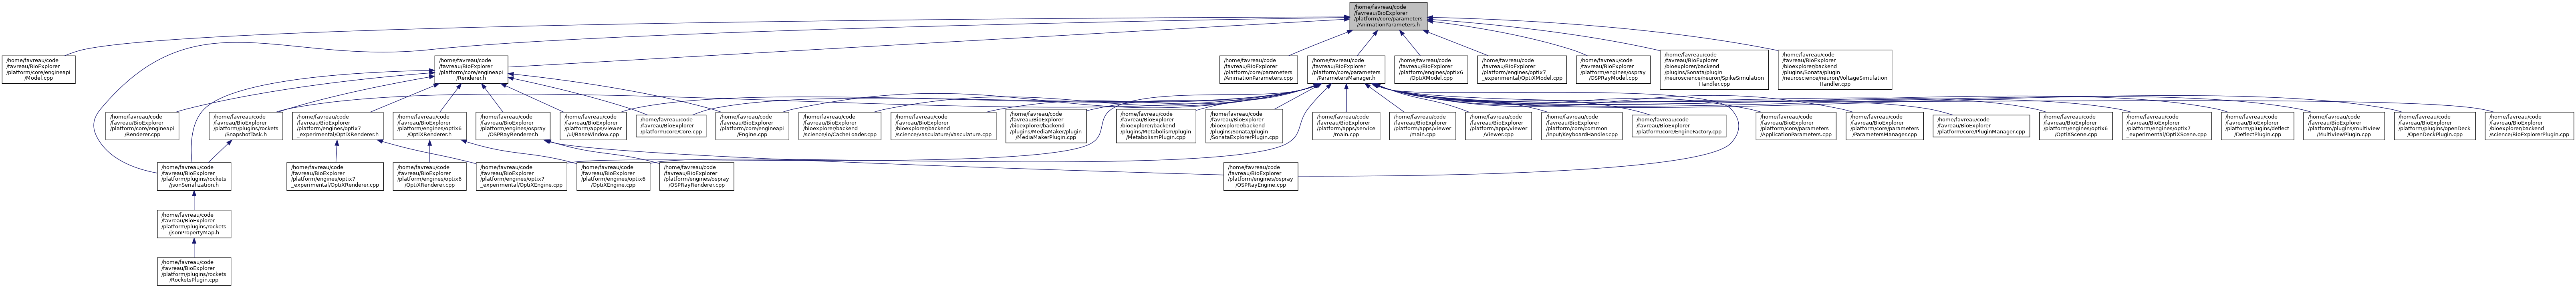 /home/favreau/code
/favreau/BioExplorer
/platform/core/parameters
/AnimationParameters.h
/home/favreau/code
/favreau/BioExplorer
/platform/core/engineapi
/Model.cpp
/home/favreau/code
/favreau/BioExplorer
/platform/core/engineapi
/Renderer.h
/home/favreau/code
/favreau/BioExplorer
/platform/core/parameters
/AnimationParameters.cpp
/home/favreau/code
/favreau/BioExplorer
/platform/core/parameters
/ParametersManager.h
/home/favreau/code
/favreau/BioExplorer
/platform/engines/optix6
/OptiXModel.cpp
/home/favreau/code
/favreau/BioExplorer
/platform/engines/optix7
_experimental/OptiXModel.cpp
/home/favreau/code
/favreau/BioExplorer
/platform/engines/ospray
/OSPRayModel.cpp
/home/favreau/code
/favreau/BioExplorer
/bioexplorer/backend
/plugins/Sonata/plugin
/neuroscience/neuron/SpikeSimulation
Handler.cpp
/home/favreau/code
/favreau/BioExplorer
/bioexplorer/backend
/plugins/Sonata/plugin
/neuroscience/neuron/VoltageSimulation
Handler.cpp
/home/favreau/code
/favreau/BioExplorer
/platform/core/engineapi
/Renderer.cpp
/home/favreau/code
/favreau/BioExplorer
/platform/plugins/rockets
/SnapshotTask.h
/home/favreau/code
/favreau/BioExplorer
/platform/engines/optix7
_experimental/OptiXRenderer.h
/home/favreau/code
/favreau/BioExplorer
/platform/engines/optix6
/OptiXRenderer.h
/home/favreau/code
/favreau/BioExplorer
/platform/engines/ospray
/OSPRayRenderer.h
/home/favreau/code
/favreau/BioExplorer
/platform/apps/viewer
/ui/BaseWindow.cpp
/home/favreau/code
/favreau/BioExplorer
/platform/core/Core.cpp
/home/favreau/code
/favreau/BioExplorer
/platform/core/engineapi
/Engine.cpp
/home/favreau/code
/favreau/BioExplorer
/bioexplorer/backend
/science/io/CacheLoader.cpp
/home/favreau/code
/favreau/BioExplorer
/bioexplorer/backend
/science/vasculature/Vasculature.cpp
/home/favreau/code
/favreau/BioExplorer
/bioexplorer/backend
/plugins/MediaMaker/plugin
/MediaMakerPlugin.cpp
/home/favreau/code
/favreau/BioExplorer
/bioexplorer/backend
/plugins/Metabolism/plugin
/MetabolismPlugin.cpp
/home/favreau/code
/favreau/BioExplorer
/bioexplorer/backend
/plugins/Sonata/plugin
/SonataExplorerPlugin.cpp
/home/favreau/code
/favreau/BioExplorer
/platform/apps/service
/main.cpp
/home/favreau/code
/favreau/BioExplorer
/platform/apps/viewer
/main.cpp
/home/favreau/code
/favreau/BioExplorer
/platform/apps/viewer
/Viewer.cpp
/home/favreau/code
/favreau/BioExplorer
/platform/core/common
/input/KeyboardHandler.cpp
/home/favreau/code
/favreau/BioExplorer
/platform/core/EngineFactory.cpp
/home/favreau/code
/favreau/BioExplorer
/platform/core/parameters
/ApplicationParameters.cpp
/home/favreau/code
/favreau/BioExplorer
/platform/core/parameters
/ParametersManager.cpp
/home/favreau/code
/favreau/BioExplorer
/platform/core/PluginManager.cpp
/home/favreau/code
/favreau/BioExplorer
/platform/engines/optix6
/OptiXScene.cpp
/home/favreau/code
/favreau/BioExplorer
/platform/engines/optix7
_experimental/OptiXScene.cpp
/home/favreau/code
/favreau/BioExplorer
/platform/plugins/deflect
/DeflectPlugin.cpp
/home/favreau/code
/favreau/BioExplorer
/platform/plugins/multiview
/MultiviewPlugin.cpp
/home/favreau/code
/favreau/BioExplorer
/platform/plugins/openDeck
/OpenDeckPlugin.cpp
/home/favreau/code
/favreau/BioExplorer
/bioexplorer/backend
/science/BioExplorerPlugin.cpp
/home/favreau/code
/favreau/BioExplorer
/platform/plugins/rockets
/jsonSerialization.h
/home/favreau/code
/favreau/BioExplorer
/platform/engines/optix7
_experimental/OptiXRenderer.cpp
/home/favreau/code
/favreau/BioExplorer
/platform/engines/optix6
/OptiXRenderer.cpp
/home/favreau/code
/favreau/BioExplorer
/platform/engines/optix7
_experimental/OptiXEngine.cpp
/home/favreau/code
/favreau/BioExplorer
/platform/engines/optix6
/OptiXEngine.cpp
/home/favreau/code
/favreau/BioExplorer
/platform/engines/ospray
/OSPRayRenderer.cpp
/home/favreau/code
/favreau/BioExplorer
/platform/engines/ospray
/OSPRayEngine.cpp
/home/favreau/code
/favreau/BioExplorer
/platform/plugins/rockets
/jsonPropertyMap.h
/home/favreau/code
/favreau/BioExplorer
/platform/plugins/rockets
/RocketsPlugin.cpp